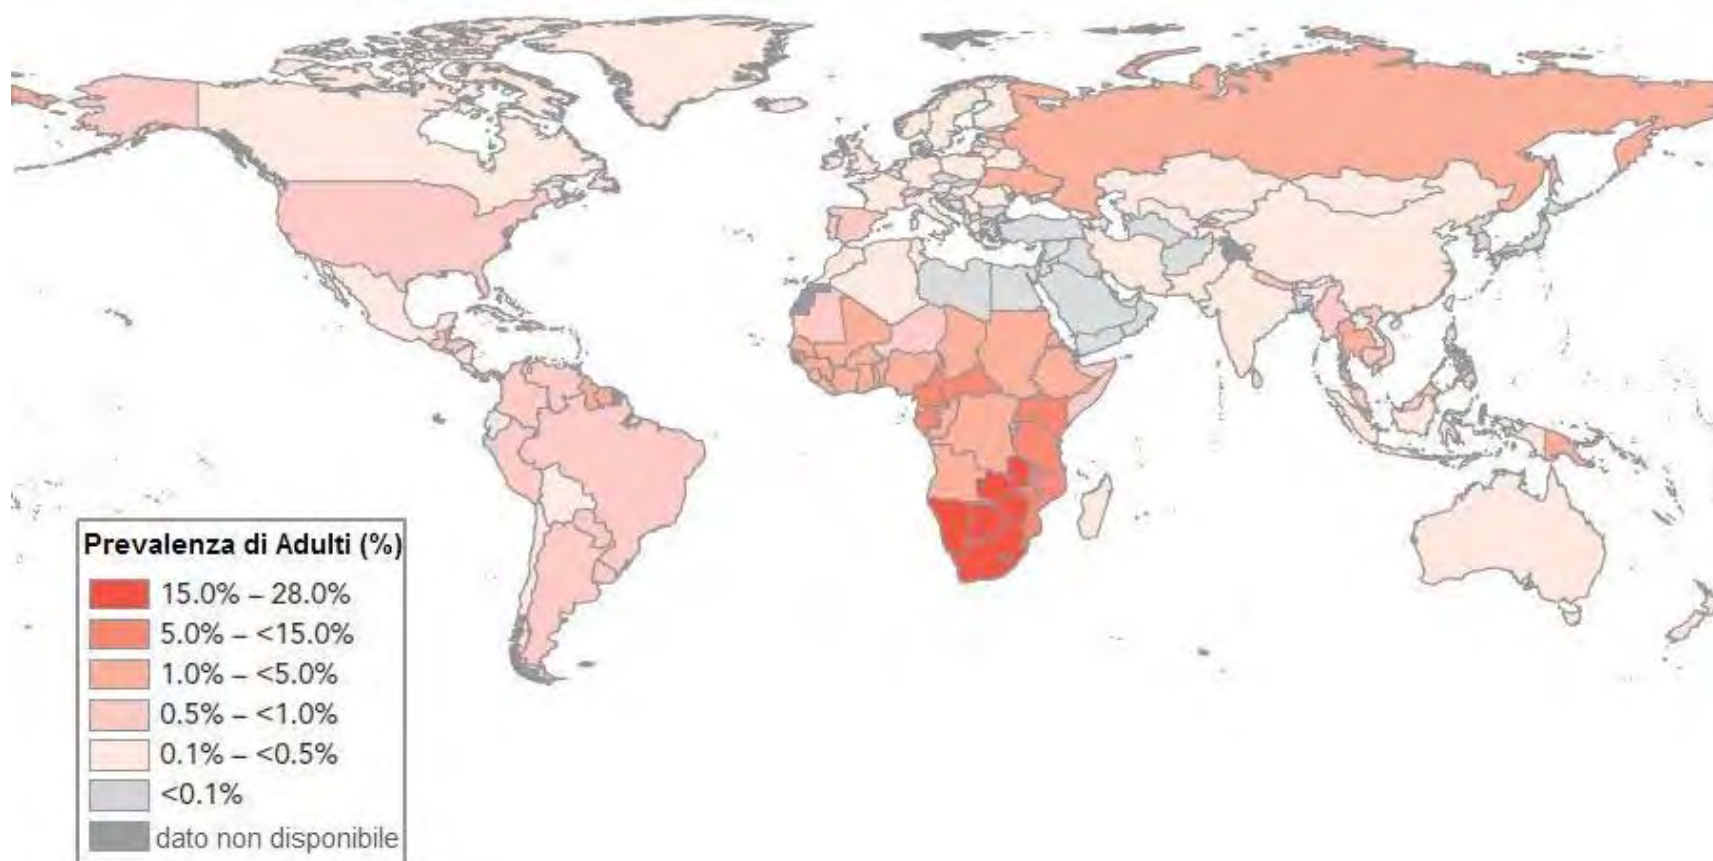 Prevalenza di Adulti (%)
15.0% – 28.0%
5.0% – <15.0%
1.0% – <5.0%
0.5% – <1.0%
0.1% – <0.5%
<0.1%
dato non disponibile